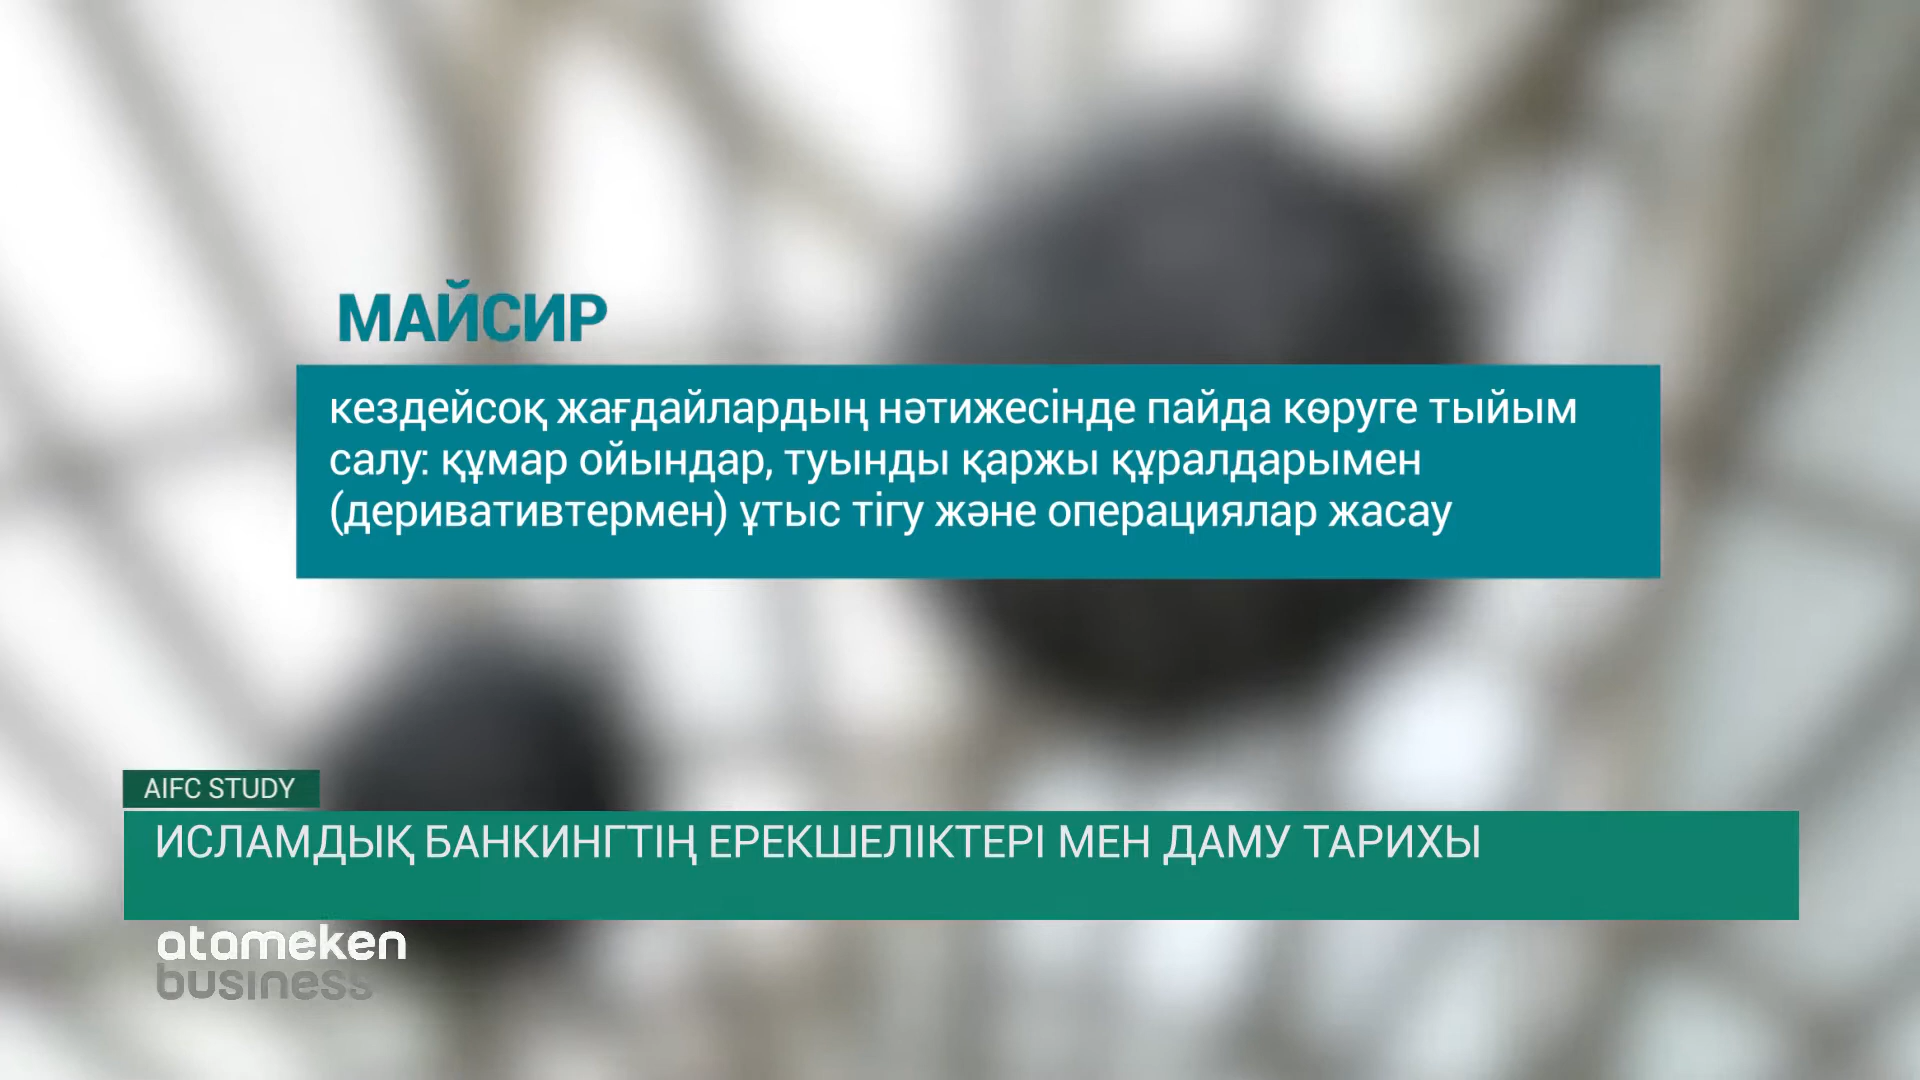 МАЙСИР
кездейсоқ жағдайлардың нәтижесінде пайда көруге тыйым
салу: құмар ойындар, туынды қаржы құралдарымен
(деривативтермен) ұтыс тігу және операциялар жасау
AIFC STUDY
ИСЛАМДЫҚ БАНКИНГТІҢ ЕРЕКШЕЛІКТЕРІ МЕН ДАМУ ТАРИХЫ
atameken
business